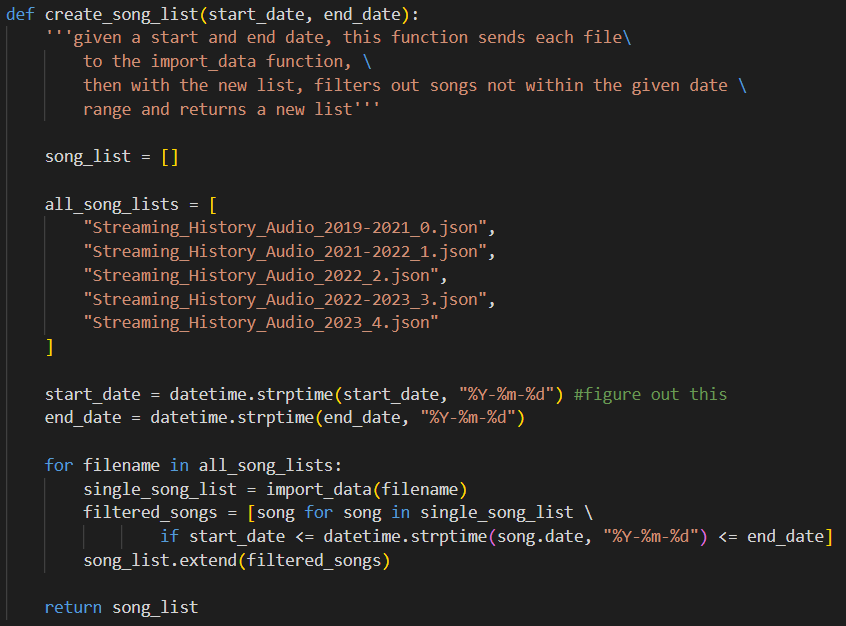 def create_song_list(start_date, end_date):
    '''given a start and end date, this function sends each file\
        to the import_data function, \
        then with the new list, filters out songs not within the given date \
        range and returns a new list'''

    song_list = []

    all_song_lists = [
        "Streaming_History_Audio_2019-2021_0.json",
        "Streaming_History_Audio_2021-2022_1.json",
        "Streaming_History_Audio_2022_2.json",
        "Streaming_History_Audio_2022-2023_3.json",
        "Streaming_History_Audio_2023_4.json"
    ]

    start_date = datetime.strptime(start_date, "%Y-%m-%d") #figure out this
    end_date = datetime.strptime(end_date, "%Y-%m-%d")

    for filename in all_song_lists:
        single_song_list = import_data(filename)
        filtered_songs = [song for song in single_song_list \
                if start_date <= datetime.strptime(song.date, "%Y-%m-%d") <= end_date]
        song_list.extend(filtered_songs)

    return song_list